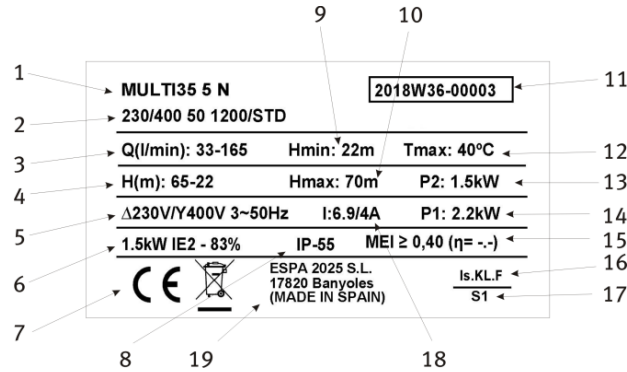 9 10
1 MULTI35 5 N 2018W36-00003 11
2 230/400 50 1200/STD
3 Q(l/min): 33-165 Hmin: 22m Tmax: 40ºC 12
4 H(m): 65-22 Hmax: 70m P2: 1.5kW 13
5 Δ230V/Y400V 3~50Hz I:6.9/4A P1: 2.2kW 14
6 1.5kW IE2 - 83% IP-55 MEI ≥ 0,40 (η= -.-) 15
7 CE ESPA 2025 S.L. Is.KL.F 16
17820 Banyoles
(MADE IN SPAIN) S1 17
8 19 18